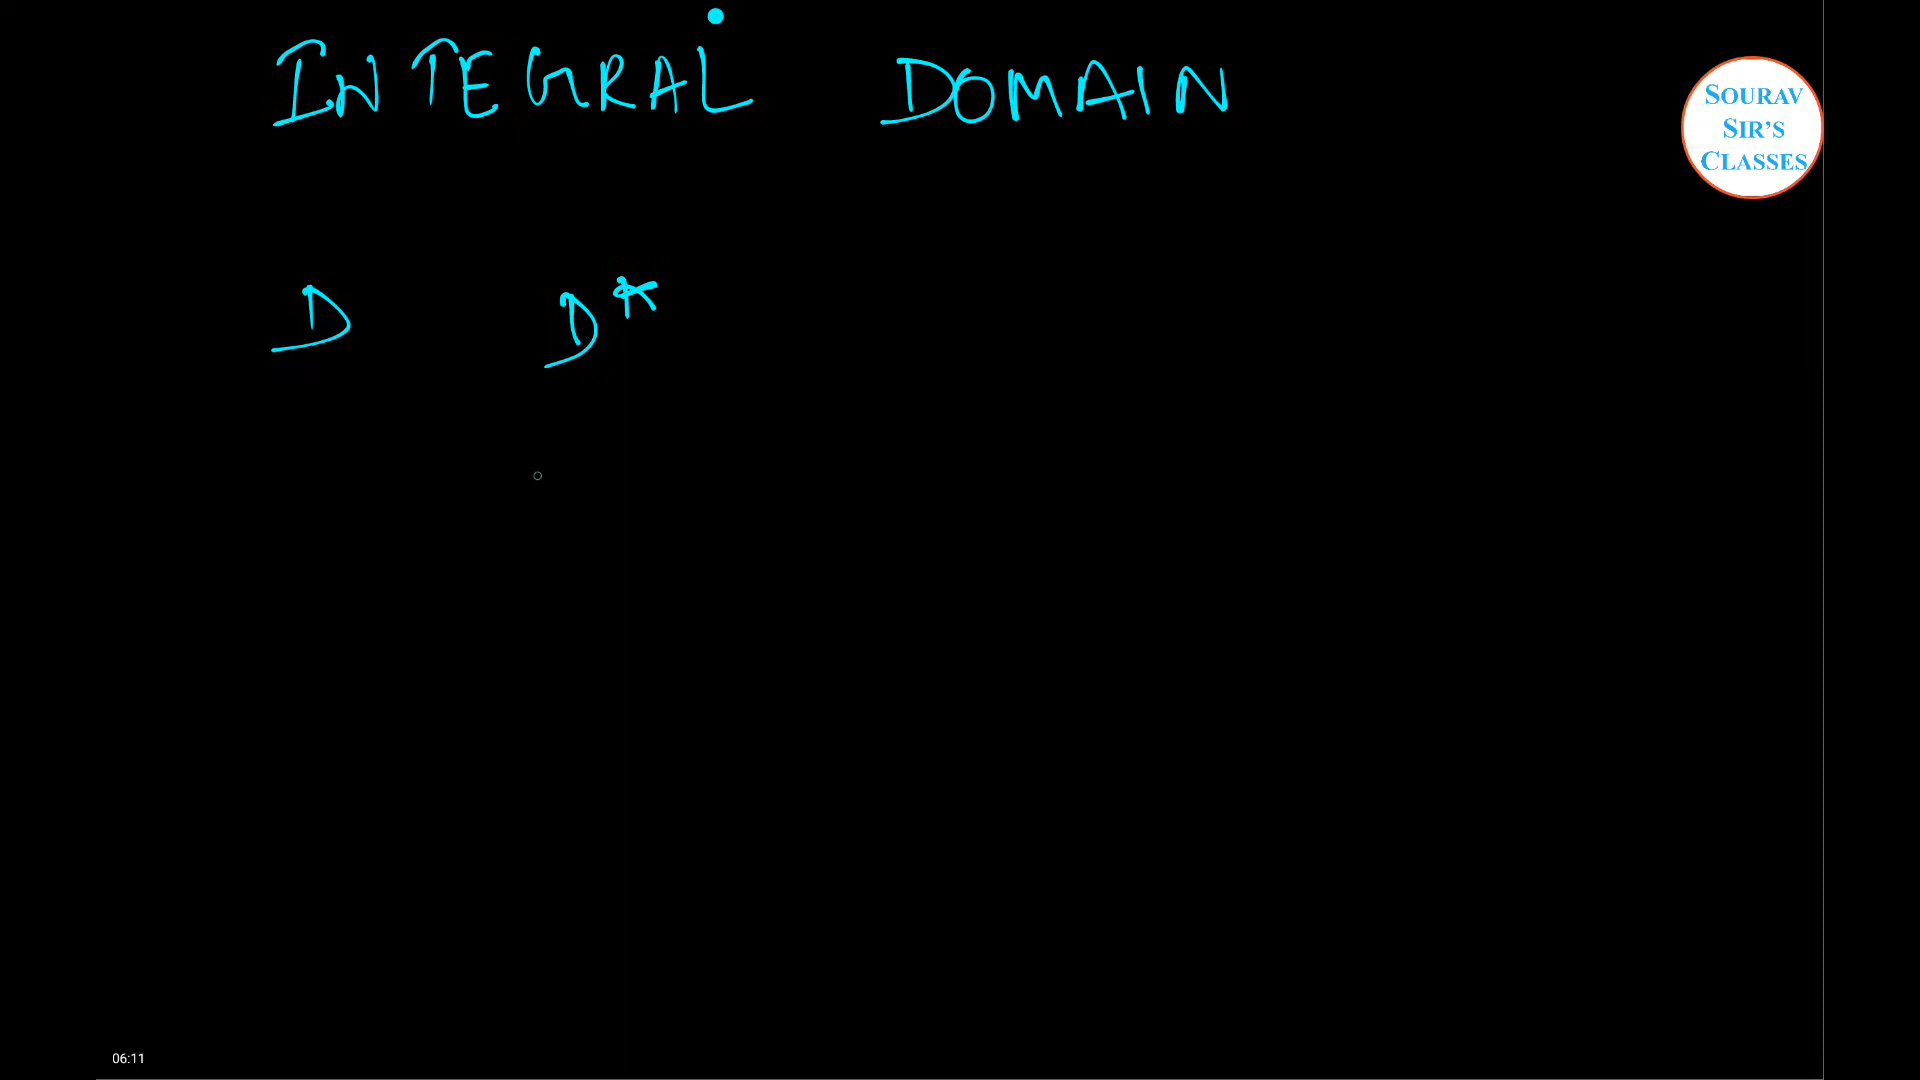 INTEGRAL DOMAIN
SOURAV
SIR'S
CLASSES
D D*
06:11